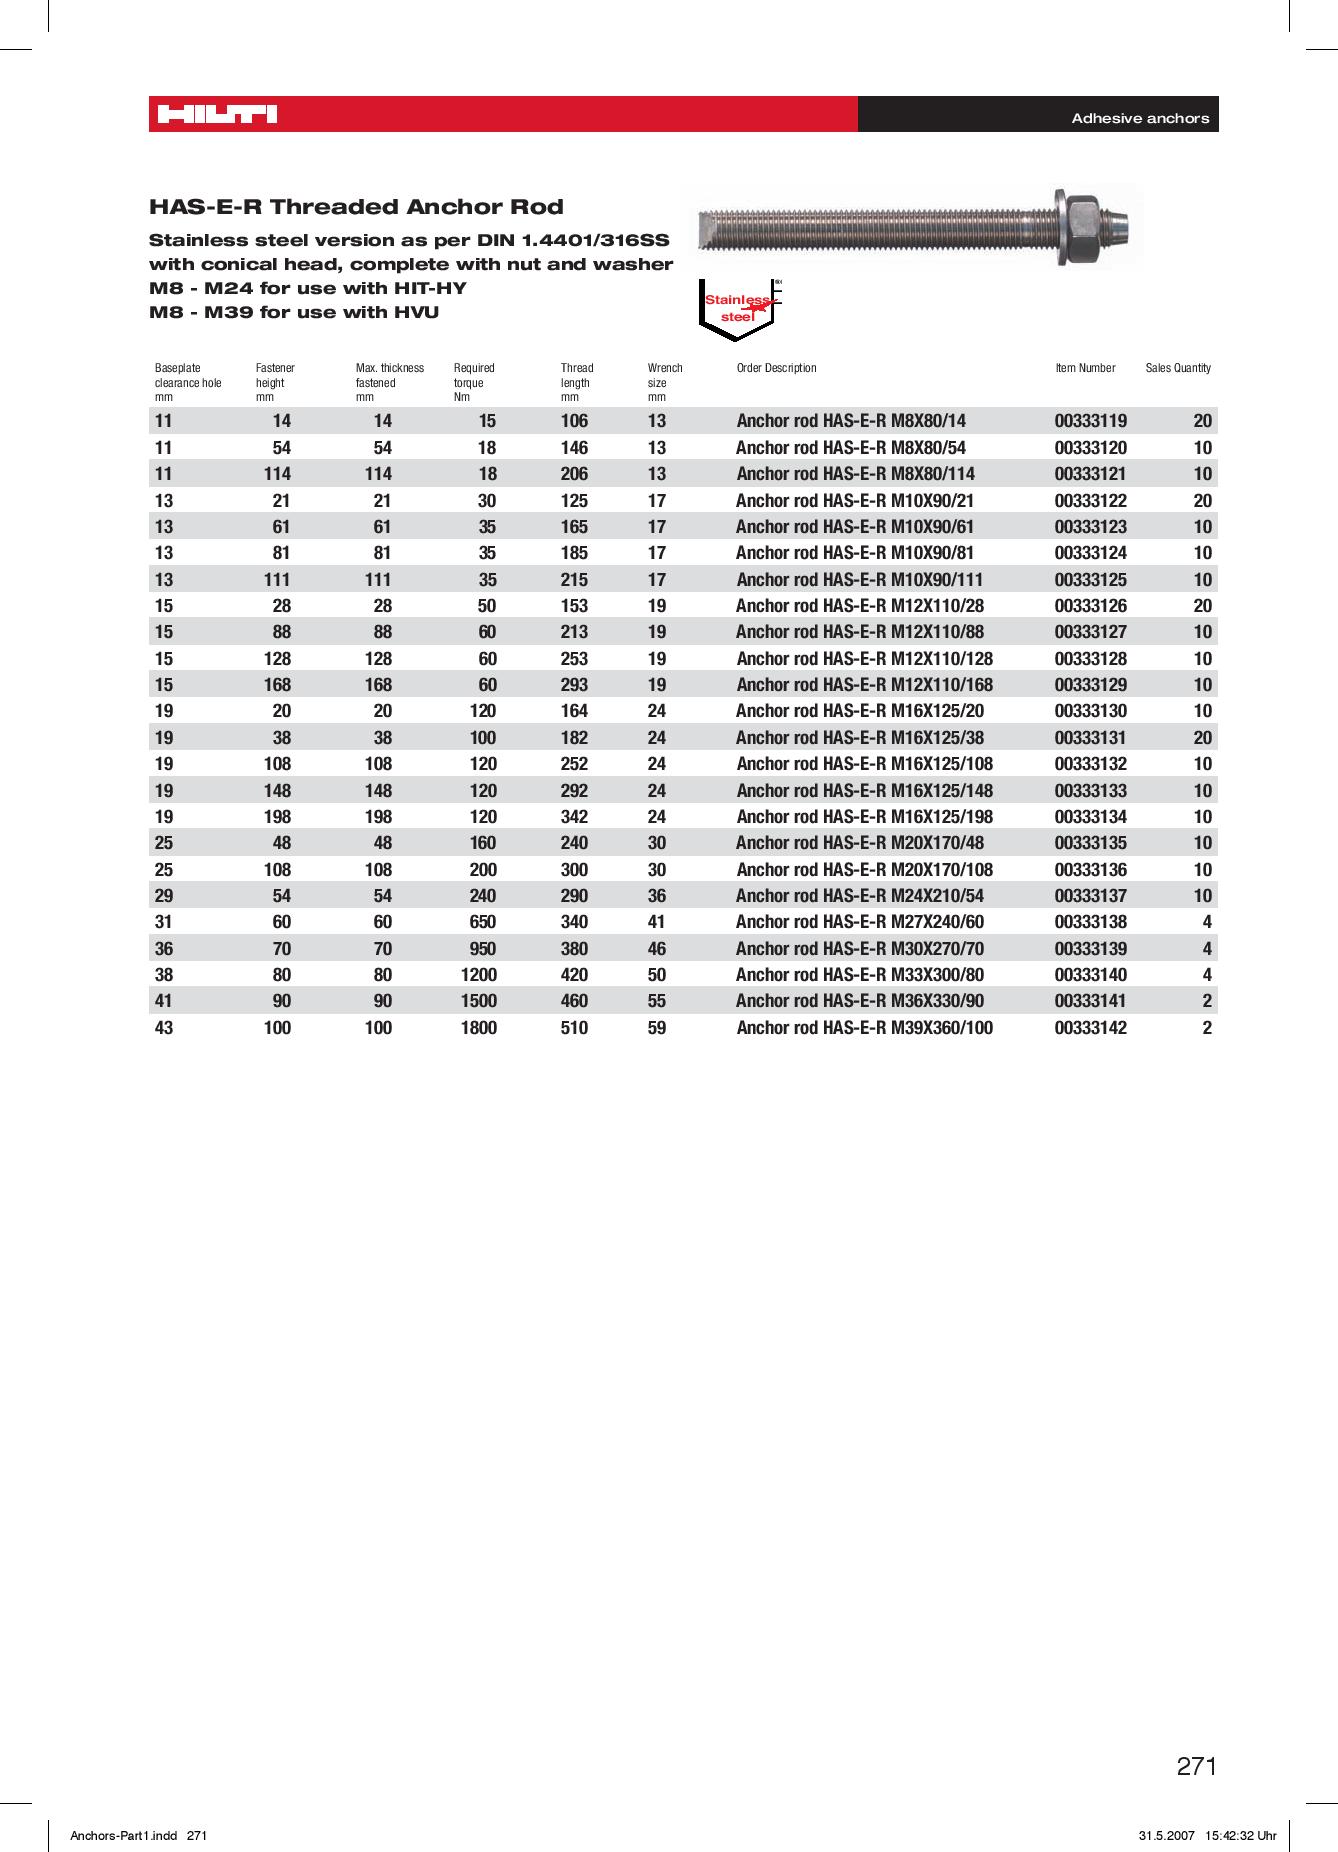 HILTI
Adhesive anchors
HAS-E-R Threaded Anchor Rod
Stainless steel version as per DIN 1.4401/316SS
with conical head, complete with nut and washer
M8 - M24 for use with HIT-HY
M8 - M39 for use with HVU
Stainless
steel
Baseplate clearance hole mm Fastener height mm Max. thickness fastened mm Required torque Nm Thread length mm Wrench size mm Order Description Item Number Sales Quantity
11 14 14 15 106 13 Anchor rod HAS-E-R M8X80/14 00333119 20
11 54 54 18 146 13 Anchor rod HAS-E-R M8X80/54 00333120 10
11 114 114 18 206 13 Anchor rod HAS-E-R M8X80/114 00333121 10
13 21 21 30 125 17 Anchor rod HAS-E-R M10X90/21 00333122 20
13 61 61 35 165 17 Anchor rod HAS-E-R M10X90/61 00333123 10
13 81 81 35 185 17 Anchor rod HAS-E-R M10X90/81 00333124 10
13 111 111 35 215 17 Anchor rod HAS-E-R M10X90/111 00333125 10
15 28 28 50 153 19 Anchor rod HAS-E-R M12X110/28 00333126 20
15 88 88 60 213 19 Anchor rod HAS-E-R M12X110/88 00333127 10
15 128 128 60 253 19 Anchor rod HAS-E-R M12X110/128 00333128 10
15 168 168 60 293 19 Anchor rod HAS-E-R M12X110/168 00333129 10
19 20 20 120 164 24 Anchor rod HAS-E-R M16X125/20 00333130 10
19 38 38 100 182 24 Anchor rod HAS-E-R M16X125/38 00333131 20
19 108 108 120 252 24 Anchor rod HAS-E-R M16X125/108 00333132 10
19 148 148 120 292 24 Anchor rod HAS-E-R M16X125/148 00333133 10
19 198 198 120 342 24 Anchor rod HAS-E-R M16X125/198 00333134 10
25 48 48 160 240 30 Anchor rod HAS-E-R M20X170/48 00333135 10
25 108 108 200 300 30 Anchor rod HAS-E-R M20X170/108 00333136 10
29 54 54 240 290 36 Anchor rod HAS-E-R M24X210/54 00333137 10
31 60 60 650 340 41 Anchor rod HAS-E-R M27X240/60 00333138 4
36 70 70 950 380 46 Anchor rod HAS-E-R M30X270/70 00333139 4
38 80 80 1200 420 50 Anchor rod HAS-E-R M33X300/80 00333140 4
41 90 90 1500 460 55 Anchor rod HAS-E-R M36X330/90 00333141 2
43 100 100 1800 510 59 Anchor rod HAS-E-R M39X360/100 00333142 2
271
Anchors-Part1.indd 271
31.5.2007 15:42:32 Uhr